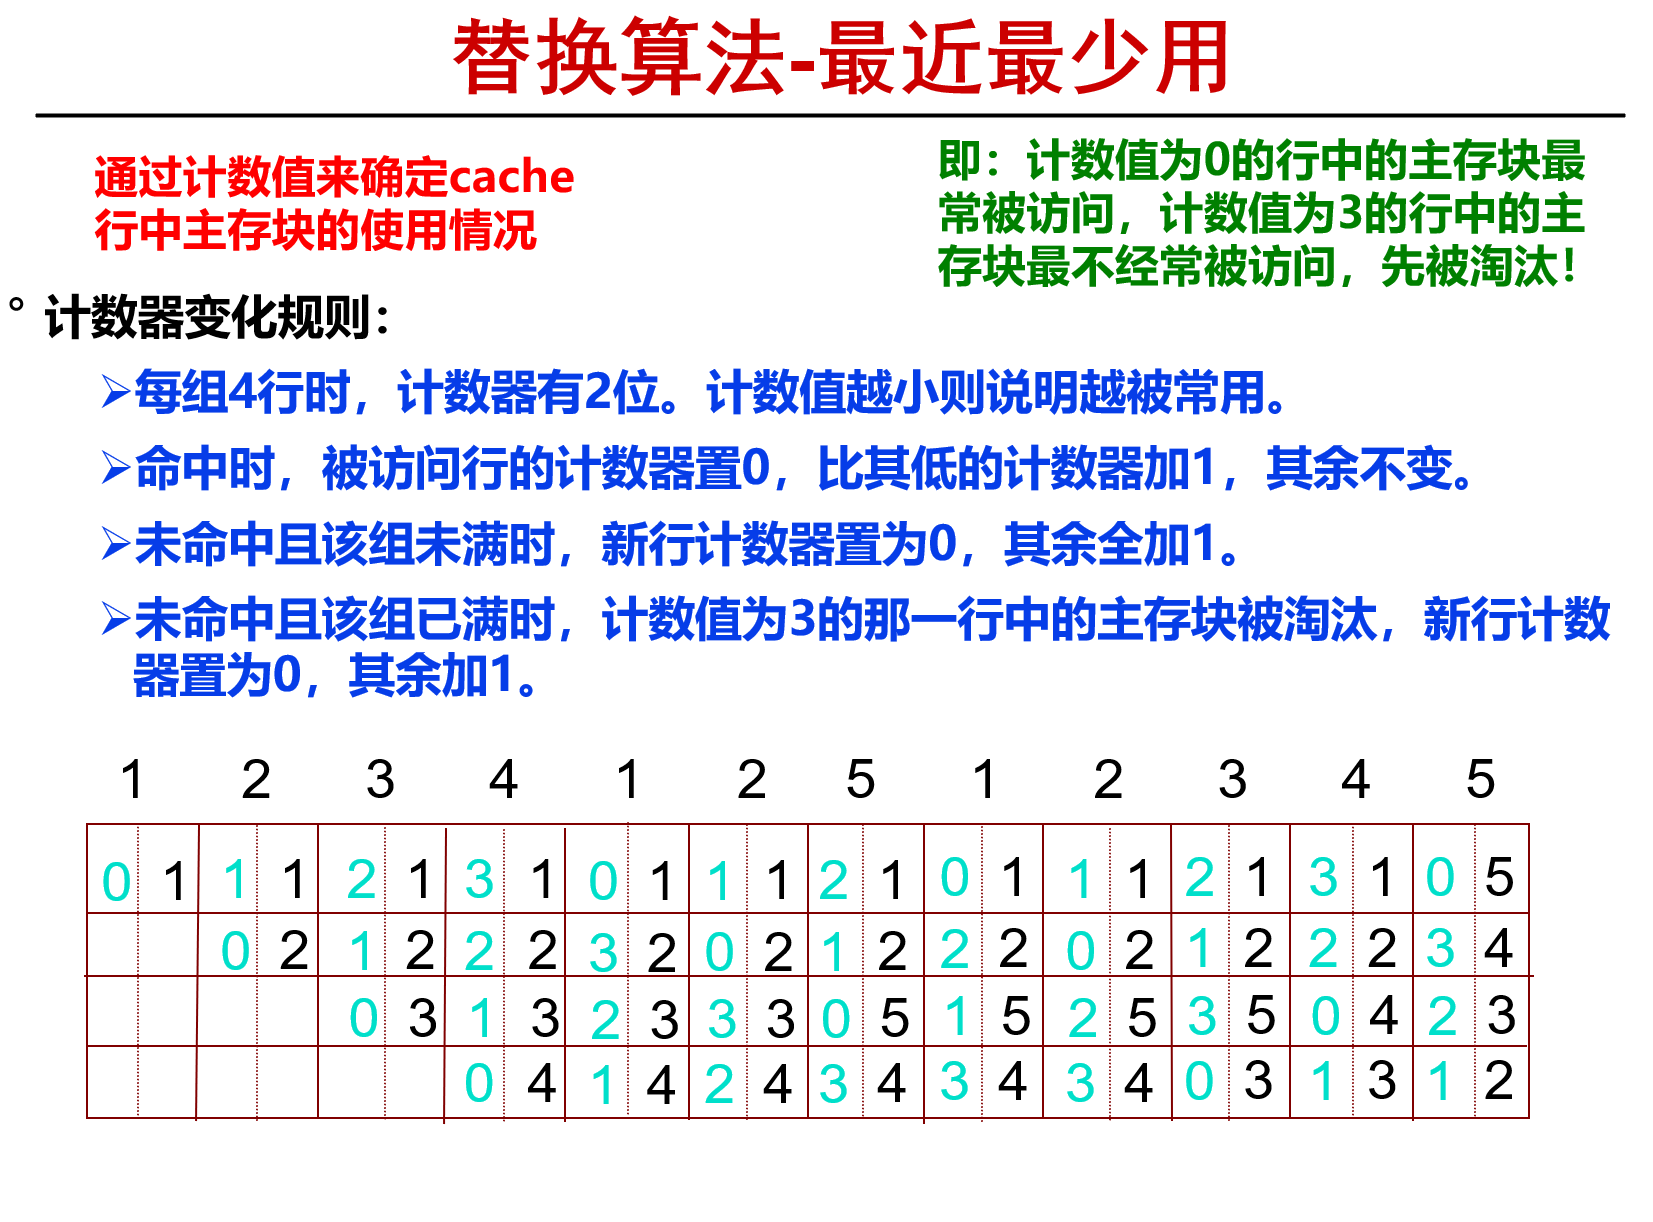 替换算法-最近最少用
通过计数值来确定cache
行中主存块的使用情况
即：计数值为0的行中的主存块最
常被访问，计数值为3的行中的主
存块最不经常被访问，先被淘汰！
° 计数器变化规则：
➢每组4行时，计数器有2位。计数值越小则说明越被常用。
➢命中时，被访问行的计数器置0，比其低的计数器加1，其余不变。
➢未命中且该组未满时，新行计数器置为0，其余全加1。
➢未命中且该组已满时，计数值为3的那一行中的主存块被淘汰，新行计数
器置为0，其余加1。
1 2 3 4 1 2 5 1 2 3 4 5
0 1 1 1 2 1 3 1 0 1 1 1 2 1 0 1 1 1 2 1 3 1 0 5
0 2 1 2 2 2 3 2 0 2 1 2 2 2 0 2 1 2 2 2 3 4
0 3 1 3 2 3 3 3 0 5 1 5 2 5 3 5 0 4 2 3
0 4 1 4 2 4 3 4 3 4 3 4 0 3 1 3 1 2